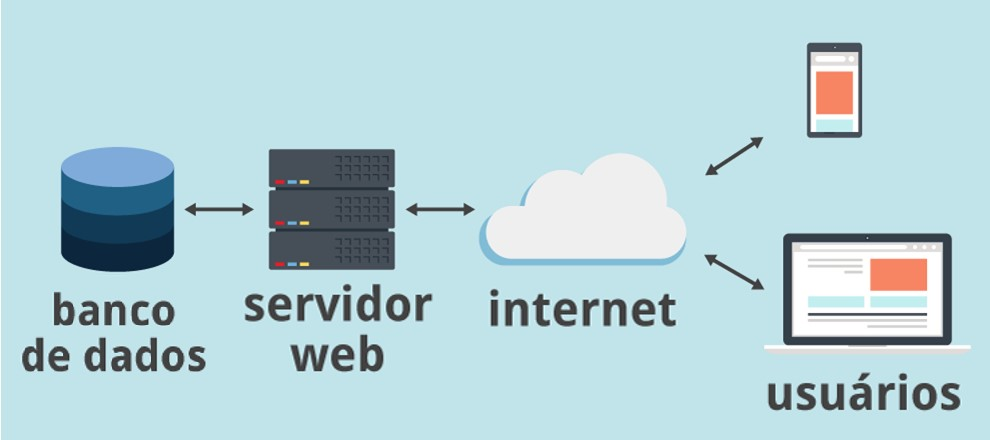 banco
de dados
servidor
web
internet
usuários